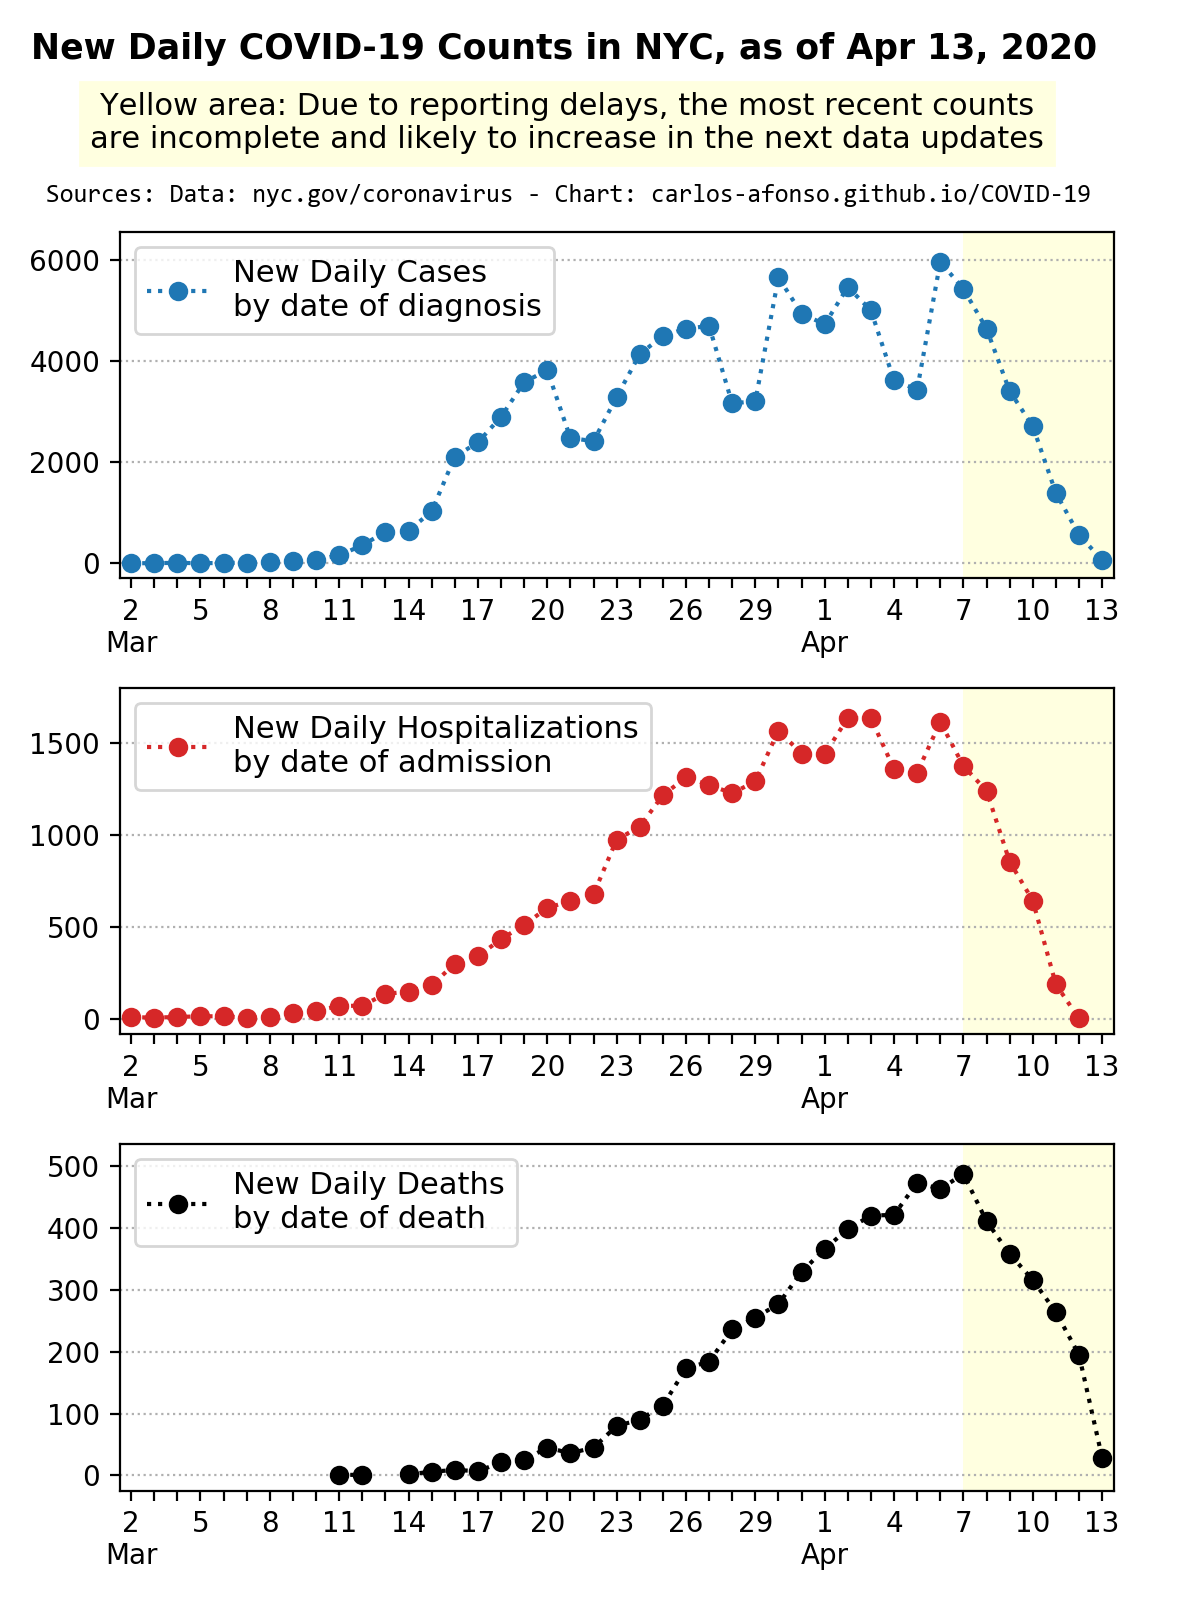 New Daily COVID-19 Counts in NYC, as of Apr 13, 2020
Yellow area: Due to reporting delays, the most recent counts
are incomplete and likely to increase in the next data updates
Sources: Data: nyc.gov/coronavirus - Chart: carlos-afonso.github.io/COVID-19
New Daily Cases
by date of diagnosis
6000
4000
2000
0
2 5 8 11 14 17 20 23 26 29 1 4 7 10 13
Mar Apr
New Daily Hospitalizations
by date of admission
1500
1000
500
0
2 5 8 11 14 17 20 23 26 29 1 4 7 10 13
Mar Apr
New Daily Deaths
by date of death
500
400
300
200
100
0
2 5 8 11 14 17 20 23 26 29 1 4 7 10 13
Mar Apr